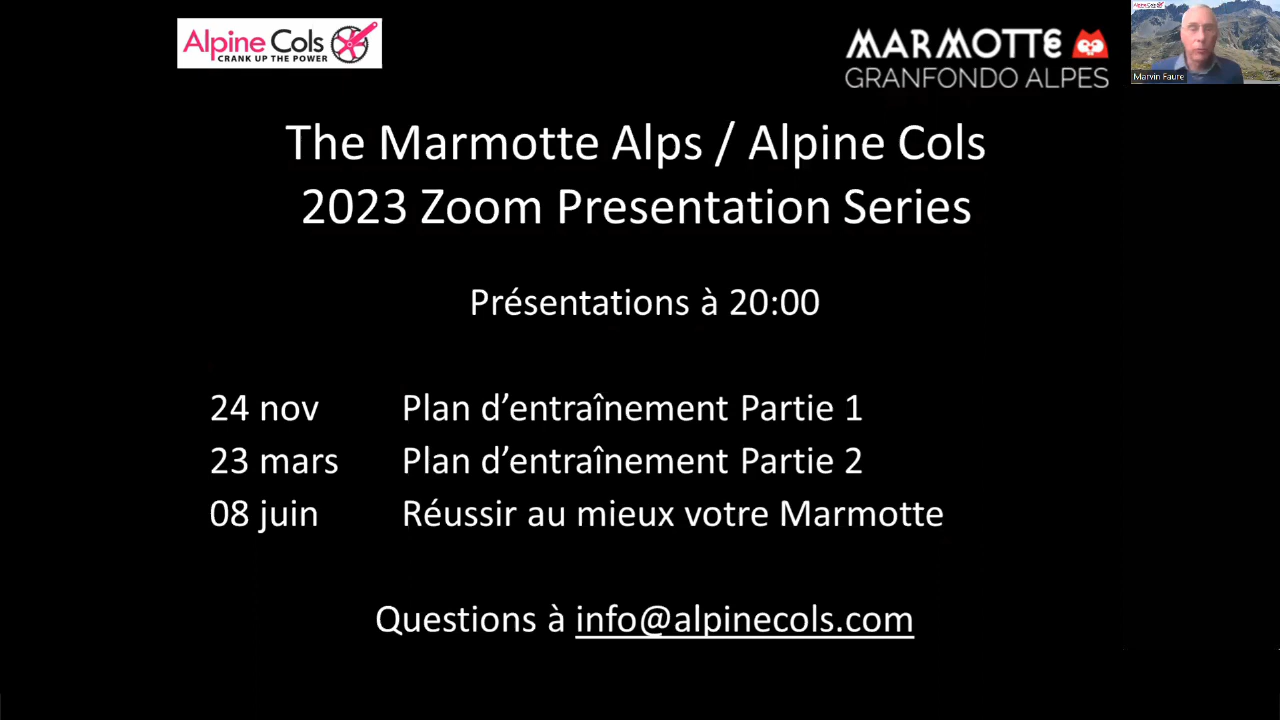 Alpine Cols
CRANK UP THE POWER
MARMOTTE
GRANFONDO ALPES
Alpine Cols
Marvin Faure
The Marmotte Alps / Alpine Cols
2023 Zoom Presentation Series
Présentations à 20:00
24 nov Plan d’entraînement Partie 1
23 mars Plan d’entraînement Partie 2
08 juin Réussir au mieux votre Marmotte
Questions à info@alpinecols.com